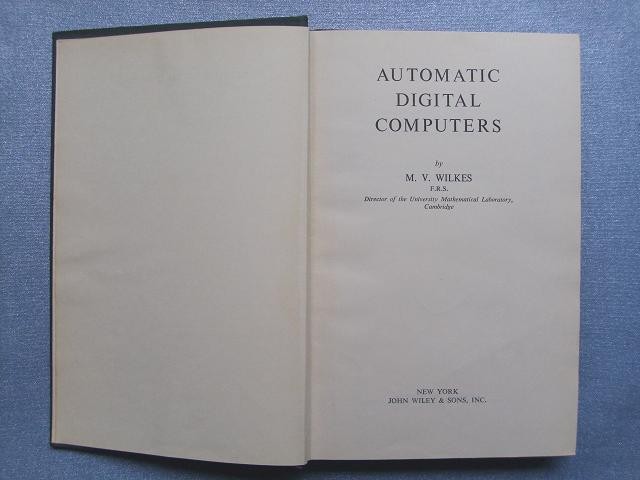 AUTOMATIC
DIGITAL
COMPUTERS
by
M. V. WILKES
F.R.S.
Director of the University Mathematical Laboratory,
Cambridge
NEW YORK
JOHN WILEY & SONS, INC.